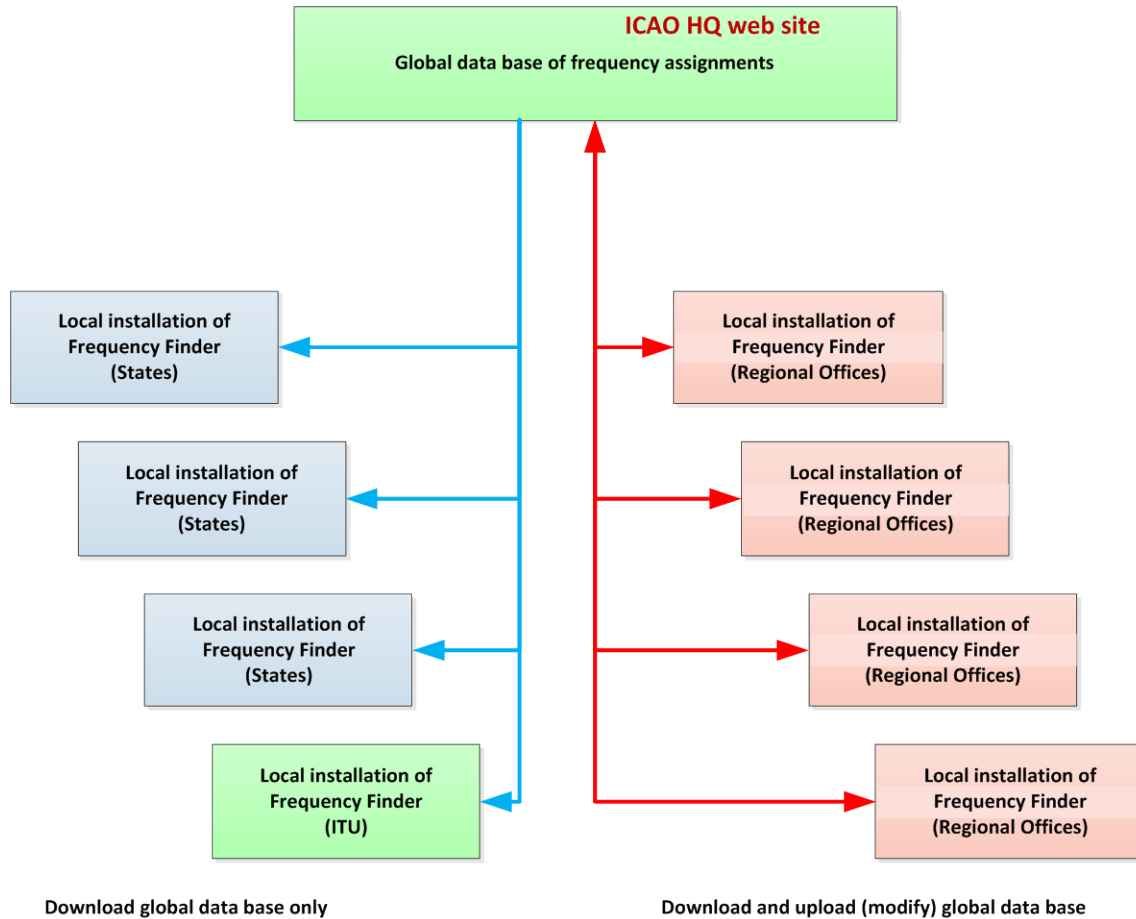 ICAO HQ web site
Global data base of frequency assignments
Local installation of
Frequency Finder
(States)
Local installation of
Frequency Finder
(Regional Offices)
Local installation of
Frequency Finder
(States)
Local installation of
Frequency Finder
(Regional Offices)
Local installation of
Frequency Finder
(States)
Local installation of
Frequency Finder
(Regional Offices)
Local installation of
Frequency Finder
(ITU)
Local installation of
Frequency Finder
(Regional Offices)
Download global data base only
Download and upload (modify) global data base